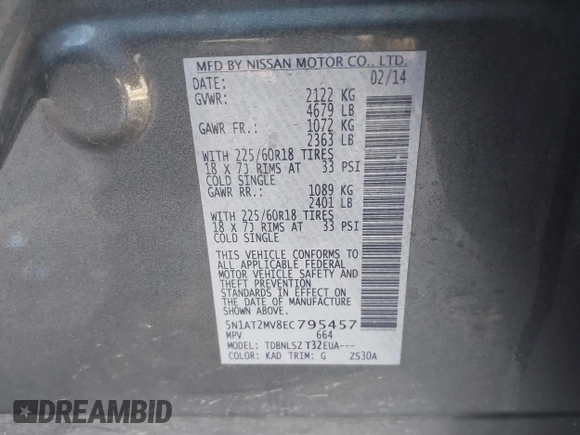 MFD BY NISSAN MOTOR CO., LTD.
DATE: 02/14
GVWR: 2122 KG
4679 LB
GAWR FR.: 1072 KG
2363 LB
WITH 225/60R18 TIRES
18 X 7J RIMS AT 33 PSI
COLD SINGLE
GAWR RR.: 1089 KG
2401 LB
WITH 225/60R18 TIRES
18 X 7J RIMS AT 33 PSI
COLD SINGLE
THIS VEHICLE CONFORMS TO
ALL APPLICABLE FEDERAL
MOTOR VEHICLE SAFETY AND
THEFT PREVENTION
STANDARDS IN EFFECT ON
THE DATE OF MANUFACTURE
SHOWN ABOVE.
5N1AT2MV8EC795457
MPV 664
MODEL: TDBNLSZ T32EUA---
COLOR: KAD TRIM: G ZS30A
DREAMBID